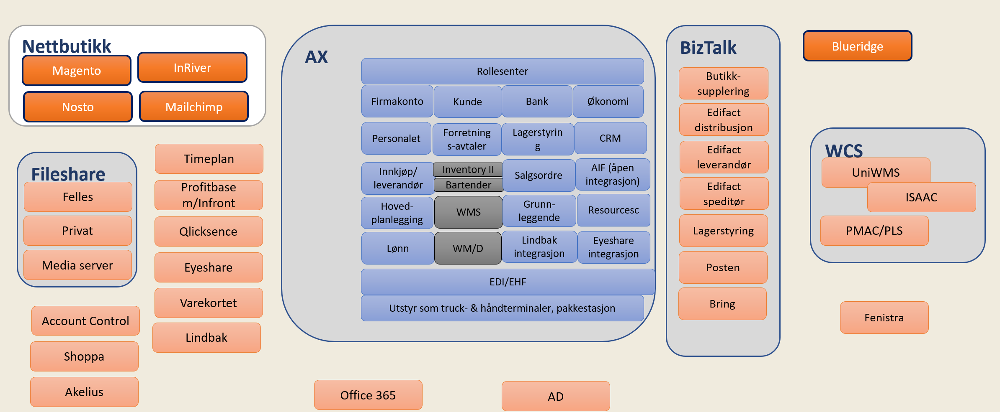 Nettbutikk
Magento
InRiver
Nosto
Mailchimp
Fileshare
Felles
Privat
Media server
Account Control
Shoppa
Akelius
Timeplan
Profitbase
m/Infront
Qlicksence
Eyeshare
Varekortet
Lindbak
AX
Rollesenter
Firmakonto
Kunde
Bank
Økonomi
Personalet
Forretning
s-avtaler
Lagerstyrin
g
CRM
Innkjøp/
leverandør
Inventory II
Bartender
Salgsordre
AIF (åpen
integrasjon)
Hoved-
planlegging
WMS
Grunn-
leggende
Resourcesc
Lønn
WM/D
Lindbak
integrasjon
Eyeshare
integrasjon
EDI/EHF
Utstyr som truck- & håndterminaler, pakkestasjon
Office 365
AD
BizTalk
Butikk-
supplering
Edifact
distribusjon
Edifact
leverandør
Edifact
speditør
Lagerstyring
Posten
Bring
Blueridge
WCS
UniWMS
ISAAC
PMAC/PLS
Fenistra